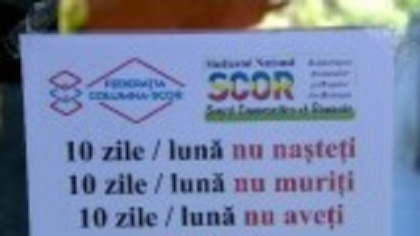 FEDERAȚIA
COLUMNA-SCOR
Sindicatul Național
SCOR
10 zile / lună nu nașteți
10 zile / lună nu muriți
10 zile / lună nu aveți